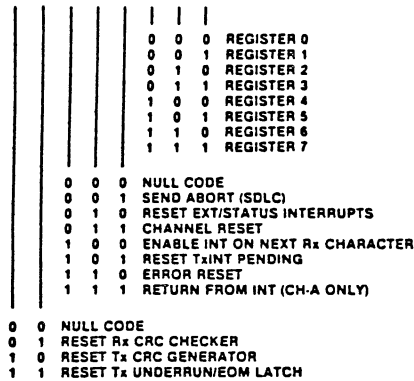 0 0 0 REGISTER 0
0 0 1 REGISTER 1
0 1 0 REGISTER 2
0 1 1 REGISTER 3
1 0 0 REGISTER 4
1 0 1 REGISTER 5
1 1 0 REGISTER 6
1 1 1 REGISTER 7
0 0 0 NULL CODE
0 0 1 SEND ABORT (SDLC)
0 1 0 RESET EXT/STATUS INTERRUPTS
0 1 1 CHANNEL RESET
1 0 0 ENABLE INT ON NEXT Rx CHARACTER
1 0 1 RESET TxINT PENDING
1 1 0 ERROR RESET
1 1 1 RETURN FROM INT (CH-A ONLY)
0 0 NULL CODE
0 1 RESET Rx CRC CHECKER
1 0 RESET Tx CRC GENERATOR
1 1 RESET Tx UNDERRUN/EOM LATCH